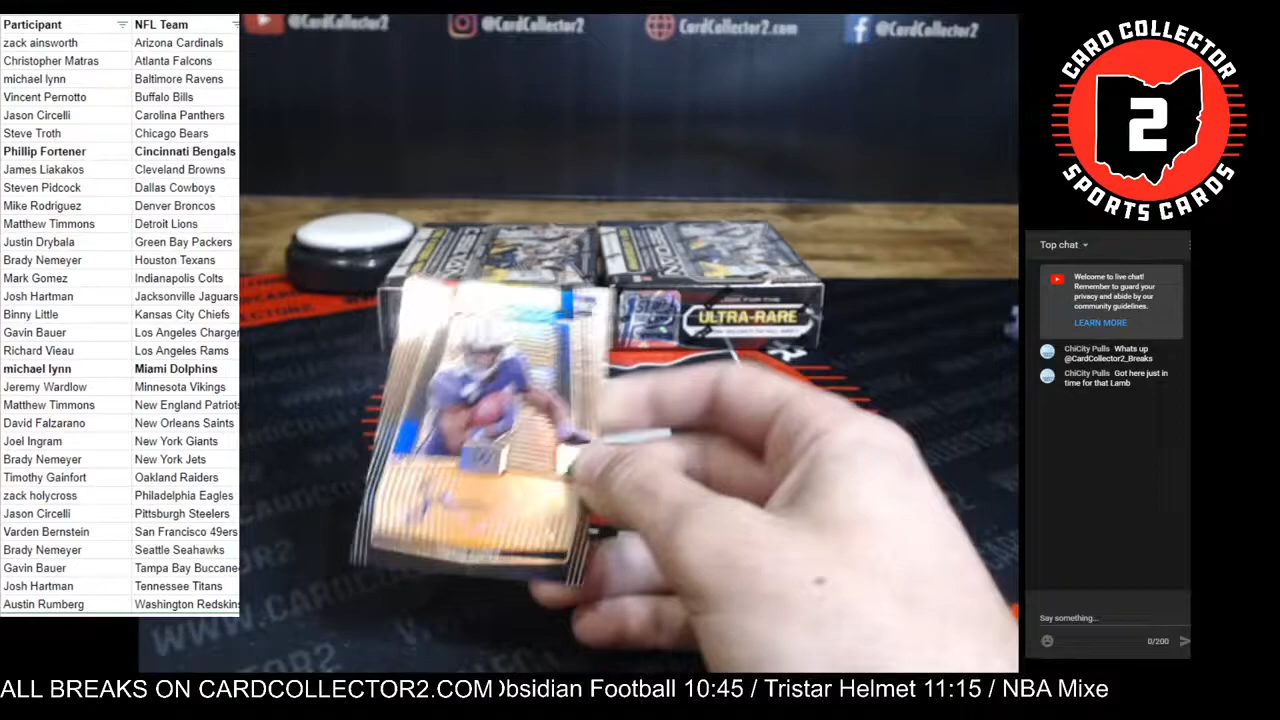 Participant NFL Team
zack ainsworth Arizona Cardinals
Christopher Matras Atlanta Falcons
michael lynn Baltimore Ravens
Vincent Pernotto Buffalo Bills
Jason Circelli Carolina Panthers
Steve Troth Chicago Bears
Phillip Fortener Cincinnati Bengals
James Liakakos Cleveland Browns
Steven Pidcock Dallas Cowboys
Mike Rodriguez Denver Broncos
Matthew Timmons Detroit Lions
Justin Drybala Green Bay Packers
Brady Nemeyer Houston Texans
Mark Gomez Indianapolis Colts
Josh Hartman Jacksonville Jaguars
Binny Little Kansas City Chiefs
Gavin Bauer Los Angeles Charger
Richard Vieau Los Angeles Rams
michael lynn Miami Dolphins
Jeremy Wardlow Minnesota Vikings
Matthew Timmons New England Patriots
David Falzarano New Orleans Saints
Joel Ingram New York Giants
Brady Nemeyer New York Jets
Timothy Gainfort Oakland Raiders
zack holycross Philadelphia Eagles
Jason Circelli Pittsburgh Steelers
Varden Bernstein San Francisco 49ers
Brady Nemeyer Seattle Seahawks
Gavin Bauer Tampa Bay Buccane
Josh Hartman Tennessee Titans
Austin Rumberg Washington Redskins
@CardCollector2 @CardCollector2 CardCollector2.com @CardCollector2
LOOK FOR THE
ULTRA-RARE
CARD COLLECTOR
2
SPORTS CARDS
Top chat
Welcome to live chat!
Remember to guard your
privacy and abide by our
community guidelines.
LEARN MORE
ChiCity Pulls Whats up
@CardCollector2_Breaks
ChiCity Pulls Got here just in
time for that Lamb
Say something...
0/200
ALL BREAKS ON CARDCOLLECTOR2.COM Obsidian Football 10:45 / Tristar Helmet 11:15 / NBA Mixe